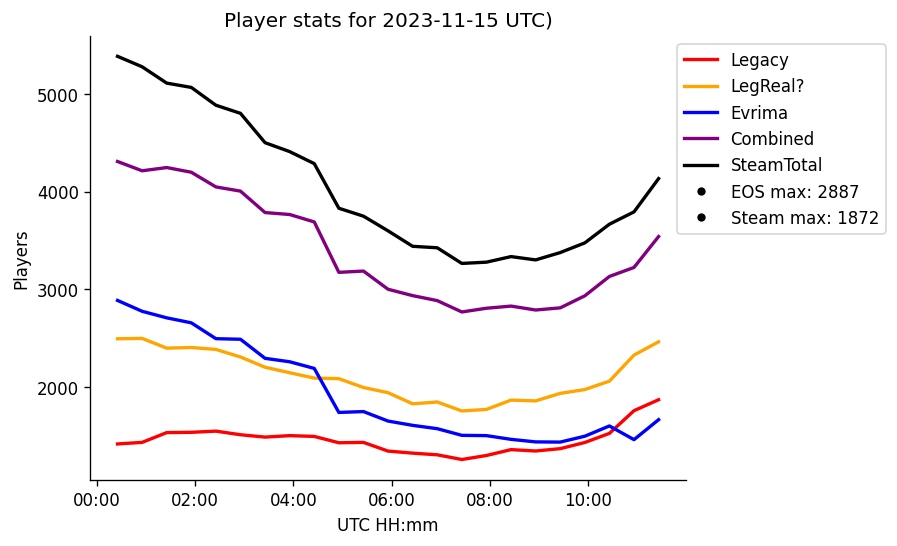 Player stats for 2023-11-15 UTC)
Legacy
LegReal?
Evrima
Combined
SteamTotal
EOS max: 2887
Steam max: 1872
5000
4000
3000
2000
Players
00:00 02:00 04:00 06:00 08:00 10:00
UTC HH:mm